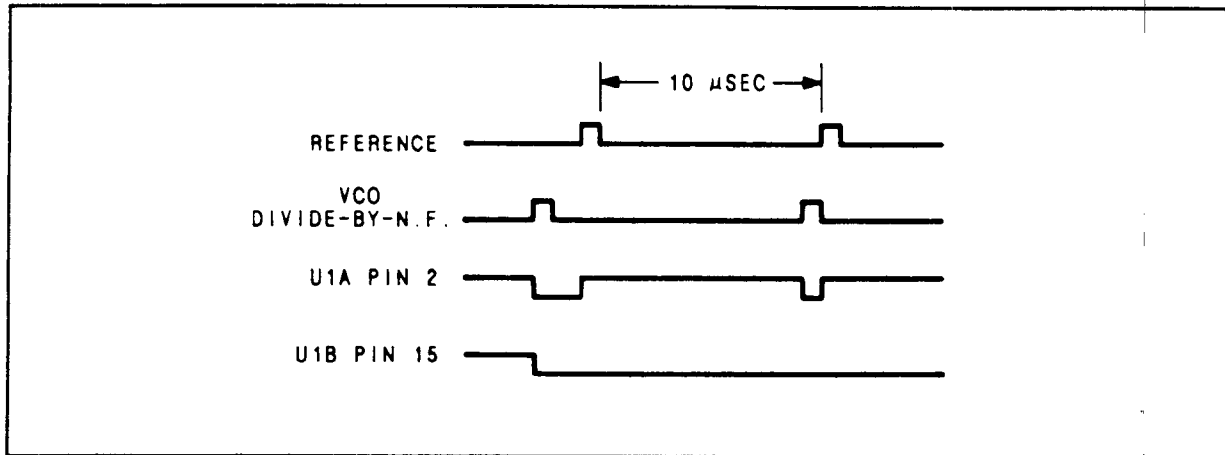 10 µSEC
REFERENCE
VCO
DIVIDE-BY-N.F.
U1A PIN 2
U1B PIN 15